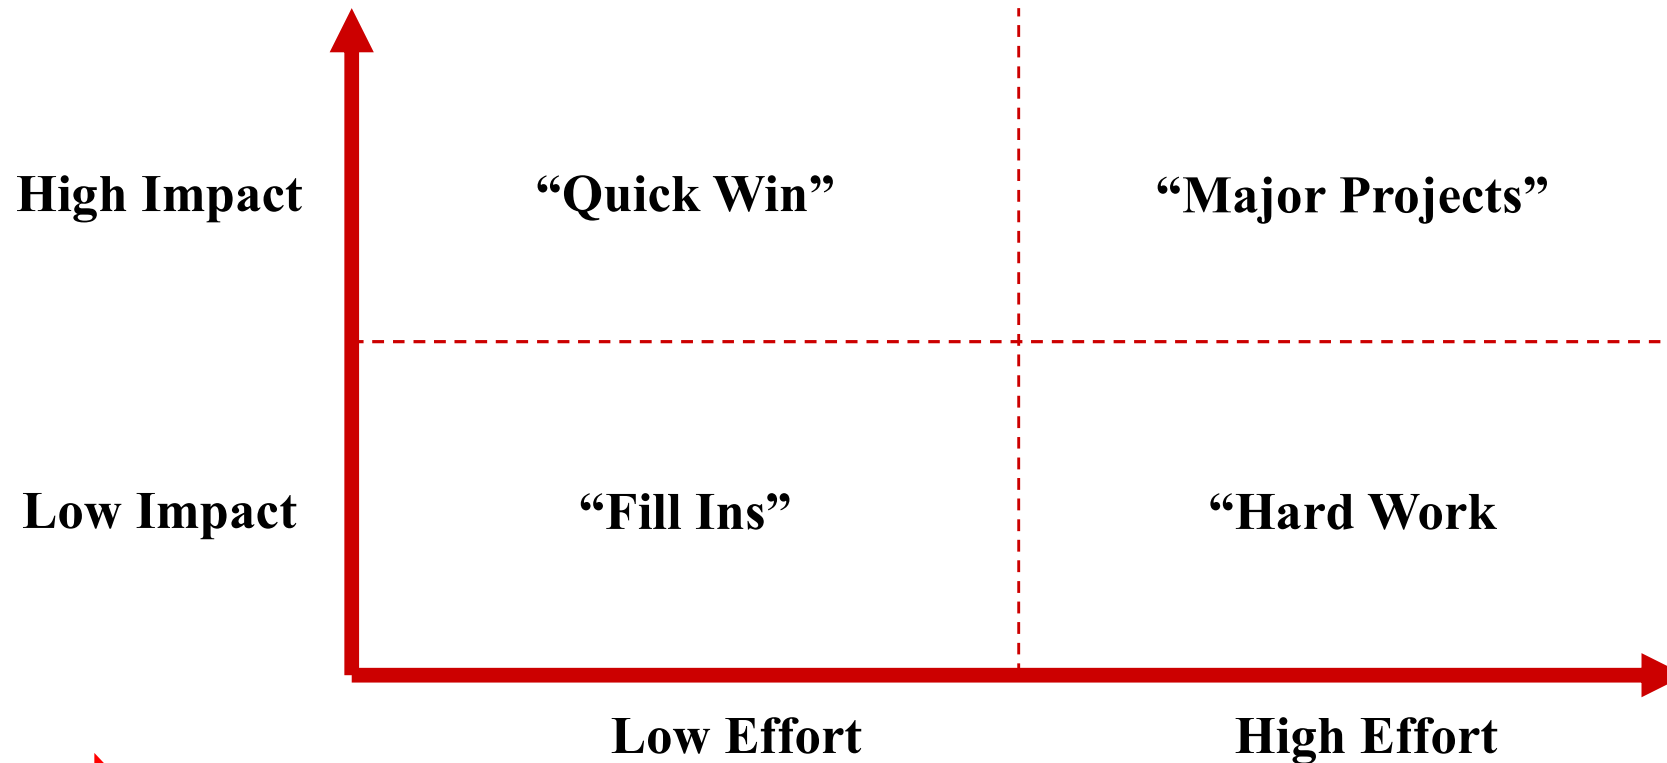 High Impact
“Quick Win”
“Major Projects”
Low Impact
“Fill Ins”
“Hard Work
Low Effort
High Effort